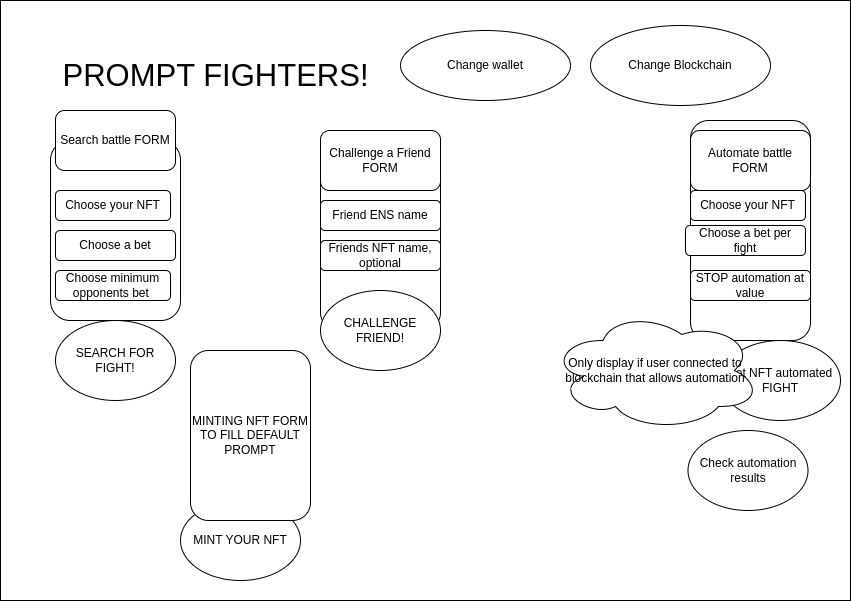 PROMPT FIGHTERS!
Change wallet
Change Blockchain
Search battle FORM
Choose your NFT
Choose a bet
Choose minimum
opponents bet
SEARCH FOR
FIGHT!
Challenge a Friend
FORM
Friend ENS name
Friends NFT name,
optional
CHALLENGE
FRIEND!
Automate battle
FORM
Choose your NFT
Choose a bet per
fight
STOP automation at
value
Only display if user connected to
blockchain that allows automation
NFT automated
FIGHT
Check automation
results
MINTING NFT FORM
TO FILL DEFAULT
PROMPT
MINT YOUR NFT